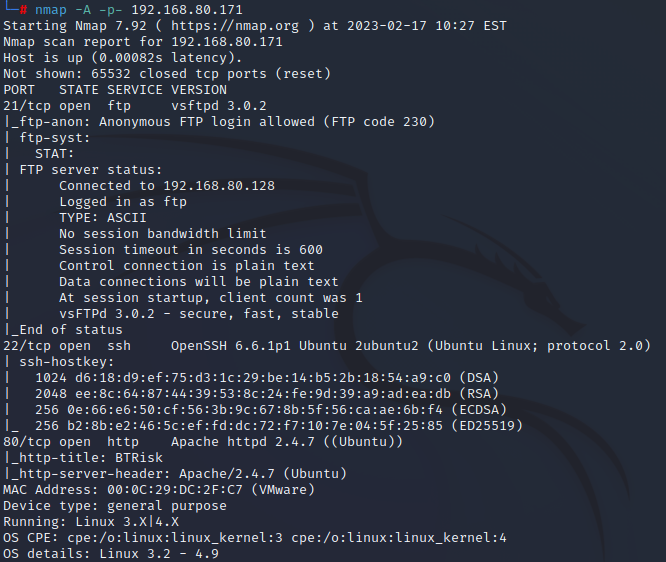 └─# nmap -A -p- 192.168.80.171
Starting Nmap 7.92 ( https://nmap.org ) at 2023-02-17 10:27 EST
Nmap scan report for 192.168.80.171
Host is up (0.00082s latency).
Not shown: 65532 closed tcp ports (reset)
PORT   STATE SERVICE VERSION
21/tcp open  ftp     vsftpd 3.0.2
|_ftp-anon: Anonymous FTP login allowed (FTP code 230)
| ftp-syst:
|   STAT:
| FTP server status:
|      Connected to 192.168.80.128
|      Logged in as ftp
|      TYPE: ASCII
|      No session bandwidth limit
|      Session timeout in seconds is 600
|      Control connection is plain text
|      Data connections will be plain text
|      At session startup, client count was 1
|      vsFTPd 3.0.2 - secure, fast, stable
|_End of status
22/tcp open  ssh     OpenSSH 6.6.1p1 Ubuntu 2ubuntu2 (Ubuntu Linux; protocol 2.0)
| ssh-hostkey:
|   1024 d6:18:d9:ef:75:d3:1c:29:be:14:b5:2b:18:54:a9:c0 (DSA)
|   2048 ee:8c:64:87:44:39:53:8c:24:fe:9d:39:a9:ad:ea:db (RSA)
|   256 0e:66:e6:50:cf:56:3b:9c:67:8b:5f:56:ca:ae:6b:f4 (ECDSA)
|_  256 b2:8b:e2:46:5c:ef:fd:dc:72:f7:10:7e:04:5f:25:85 (ED25519)
80/tcp open  http    Apache httpd 2.4.7 ((Ubuntu))
|_http-title: BTRisk
|_http-server-header: Apache/2.4.7 (Ubuntu)
MAC Address: 00:0C:29:DC:2F:C7 (VMware)
Device type: general purpose
Running: Linux 3.X|4.X
OS CPE: cpe:/o:linux:linux_kernel:3 cpe:/o:linux:linux_kernel:4
OS details: Linux 3.2 - 4.9